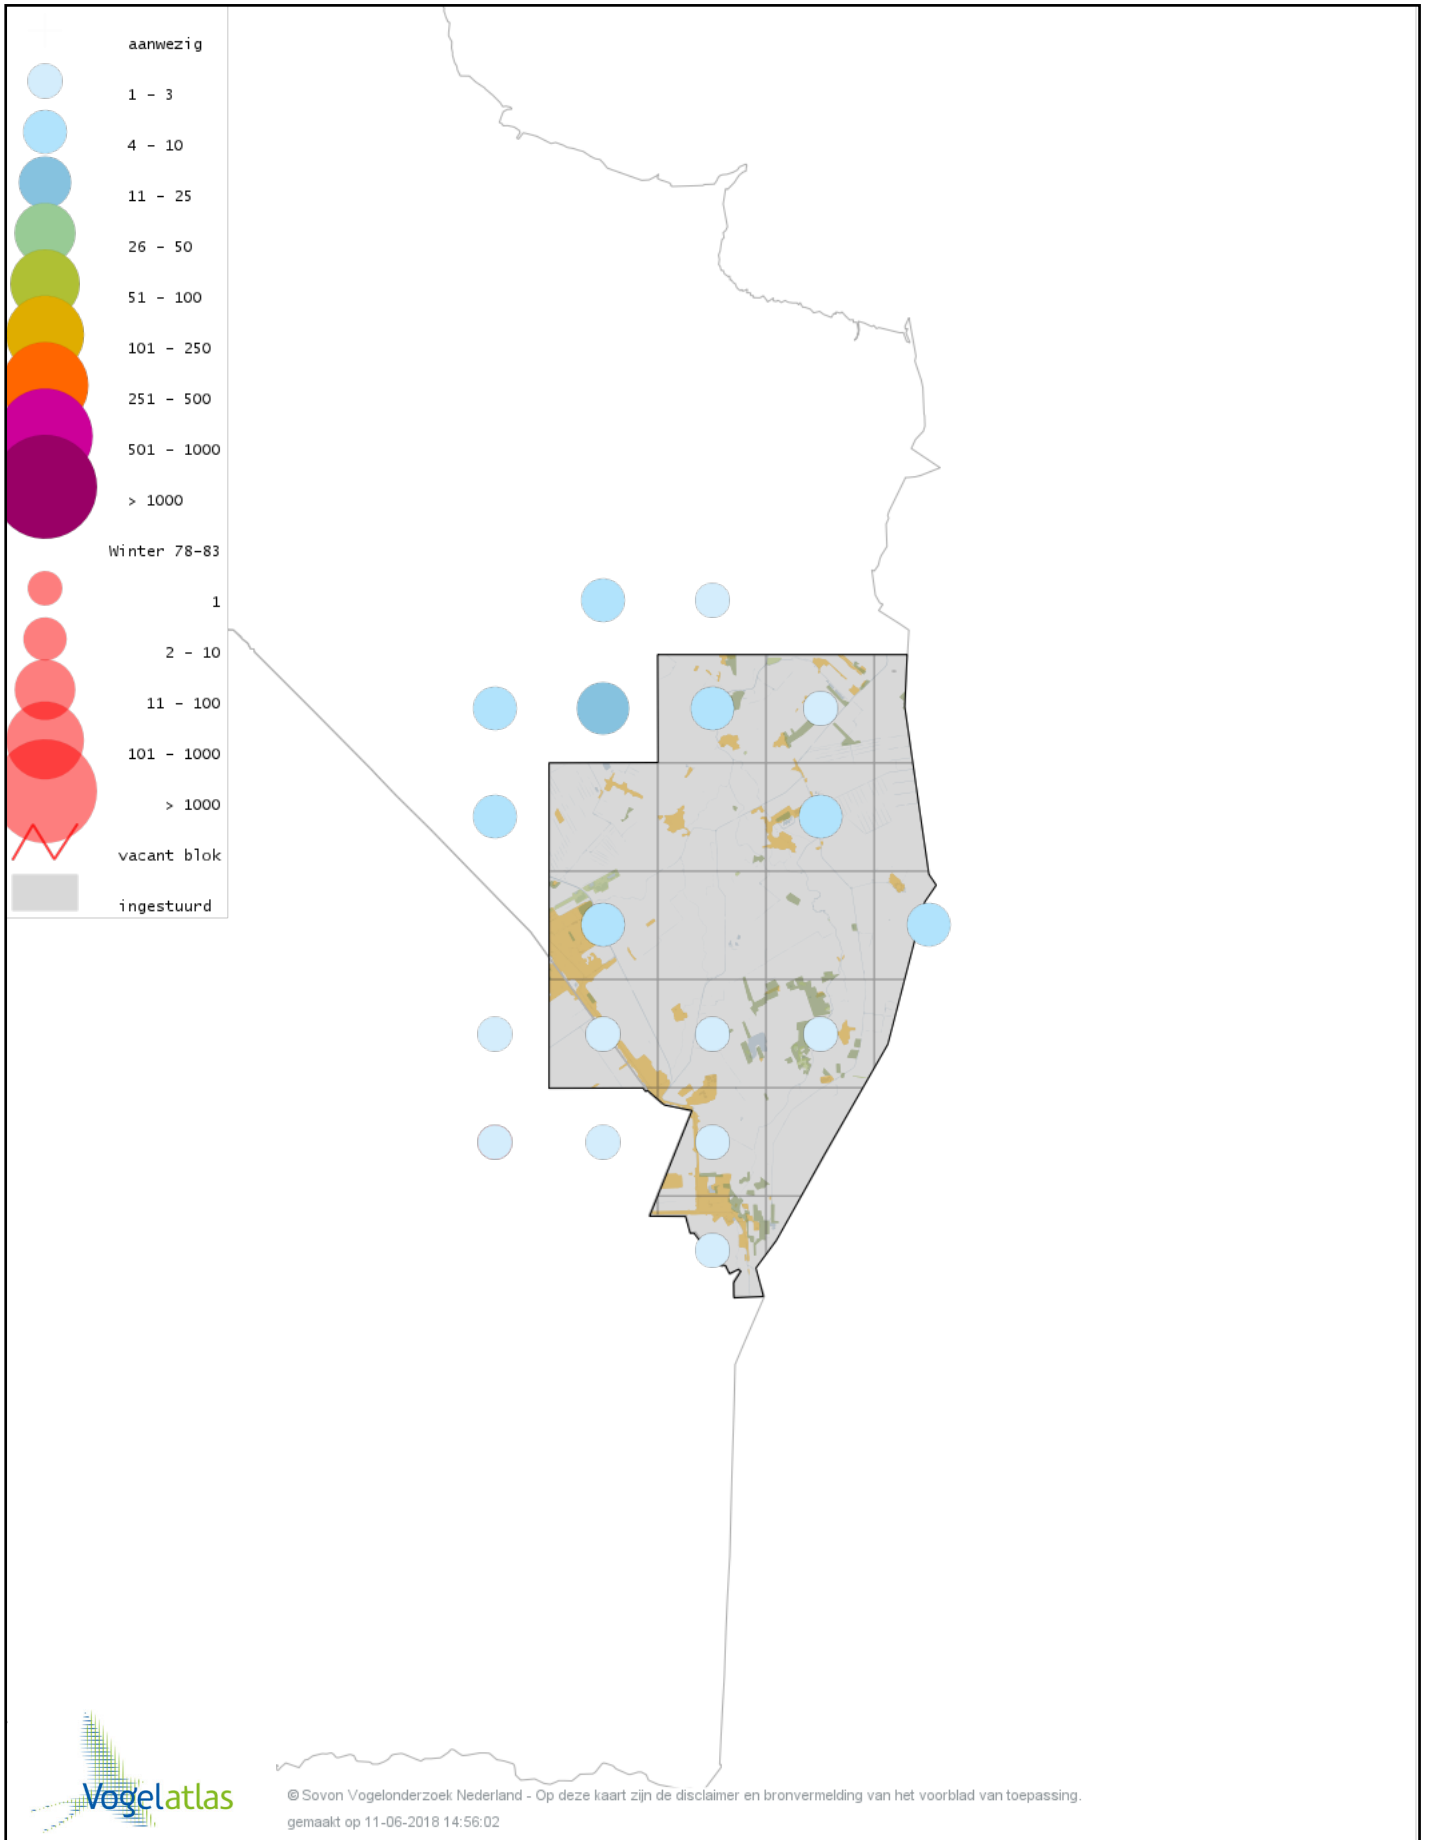 aanwezig
1 - 3
4 - 10
11 - 25
26 - 50
51 - 100
101 - 250
251 - 500
501 - 1000
> 1000
Winter 78-83
1
2 - 10
11 - 100
101 - 1000
> 1000
vacant blok
ingestuurd
Vogelatlas
© Sovon Vogelonderzoek Nederland - Op deze kaart zijn de disclaimer en bronvermelding van het voorblad van toepassing.
gemaakt op 11-06-2018 14:56:02